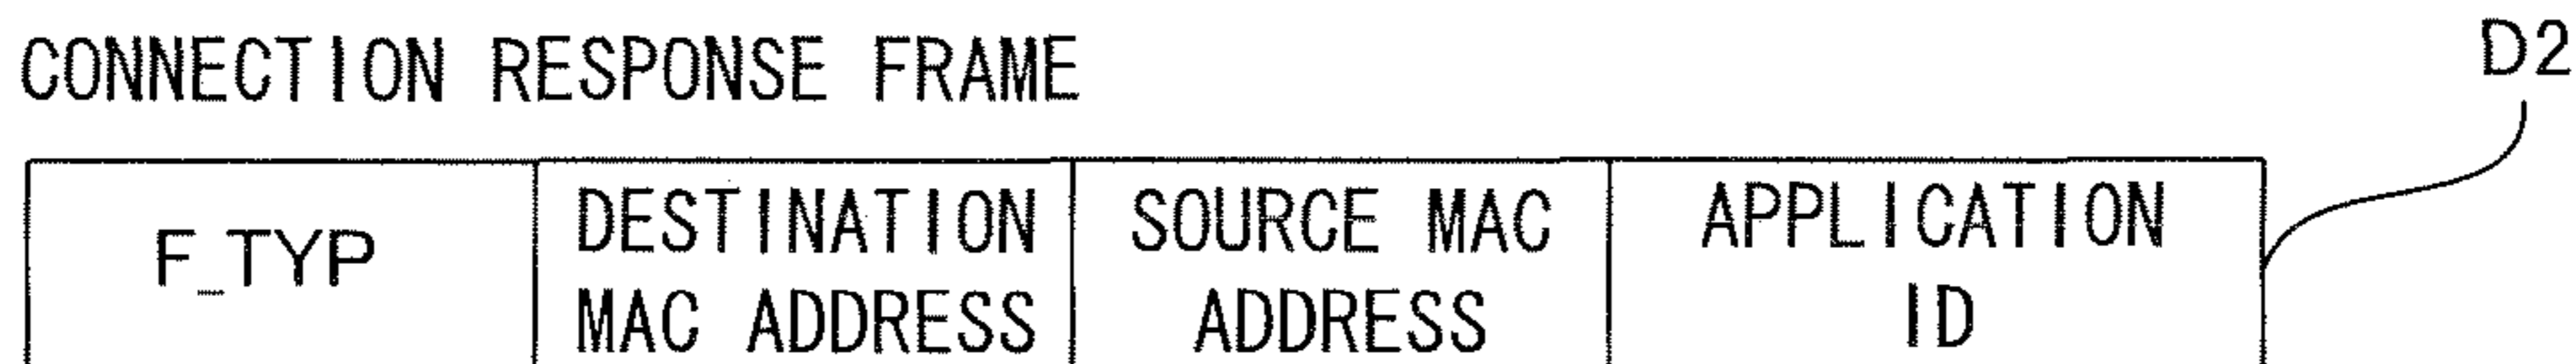 CONNECTION RESPONSE FRAME
D2
F_TYP
DESTINATION
MAC ADDRESS
SOURCE MAC
ADDRESS
APPLICATION
ID